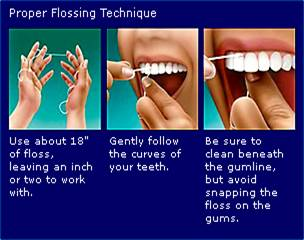 Proper Flossing Technique
Use about 18"
of floss,
leaving an inch
or two to work
with.
Gently follow
the curves of
your teeth.
Be sure to
clean beneath
the gumline,
but avoid
snapping the
floss on the
gums.